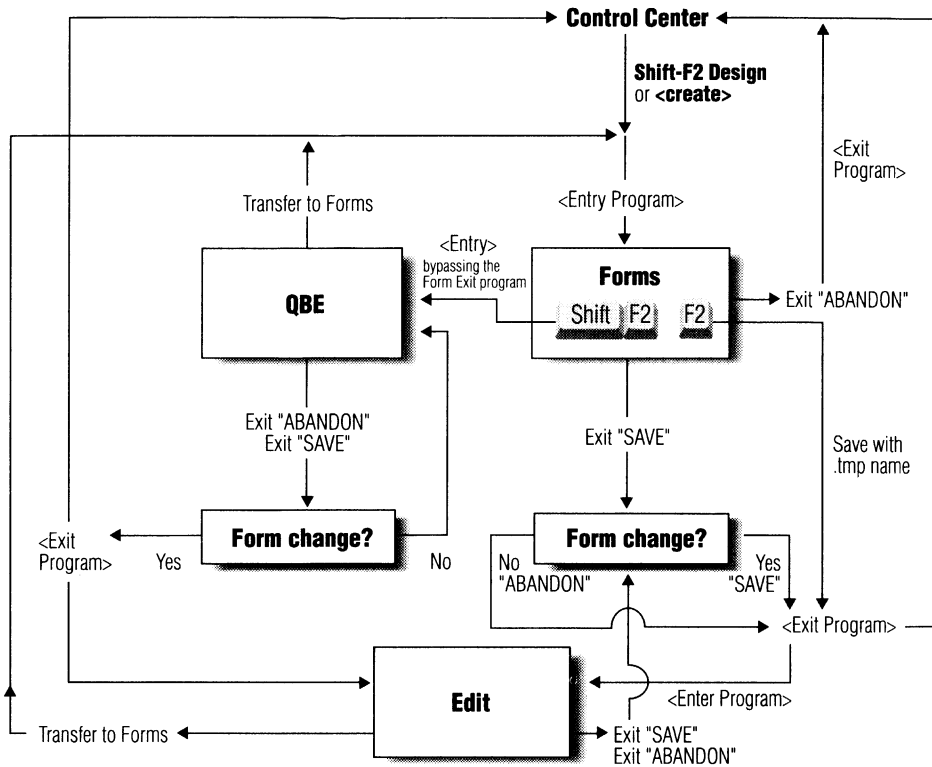 Control Center
Shift-F2 Design
or <create>
<Exit
Program>
Transfer to Forms
<Entry Program>
<Entry>
bypassing the
Form Exit program
QBE
Forms
Shift F2 F2
Exit "ABANDON"
Exit "ABANDON"
Exit "SAVE"
Exit "SAVE"
Save with
.tmp name
Form change?
Form change?
<Exit
Program>
Yes
No
No
"ABANDON"
Yes
"SAVE"
<Exit Program>
Edit
<Enter Program>
Transfer to Forms
Exit "SAVE"
Exit "ABANDON"